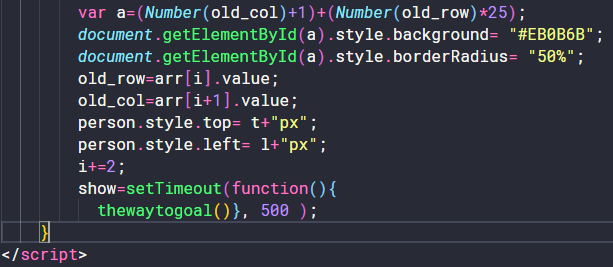 var a=(Number(old_col)+1)+(Number(old_row)*25);
document.getElementById(a).style.background= "#EB0B6B";
document.getElementById(a).style.borderRadius= "50%";
old_row=arr[i].value;
old_col=arr[i+1].value;
person.style.top= t+"px";
person.style.left= l+"px";
i+=2;
show=setTimeout(function(){
thewaytogoal()}, 500 );
}
</script>